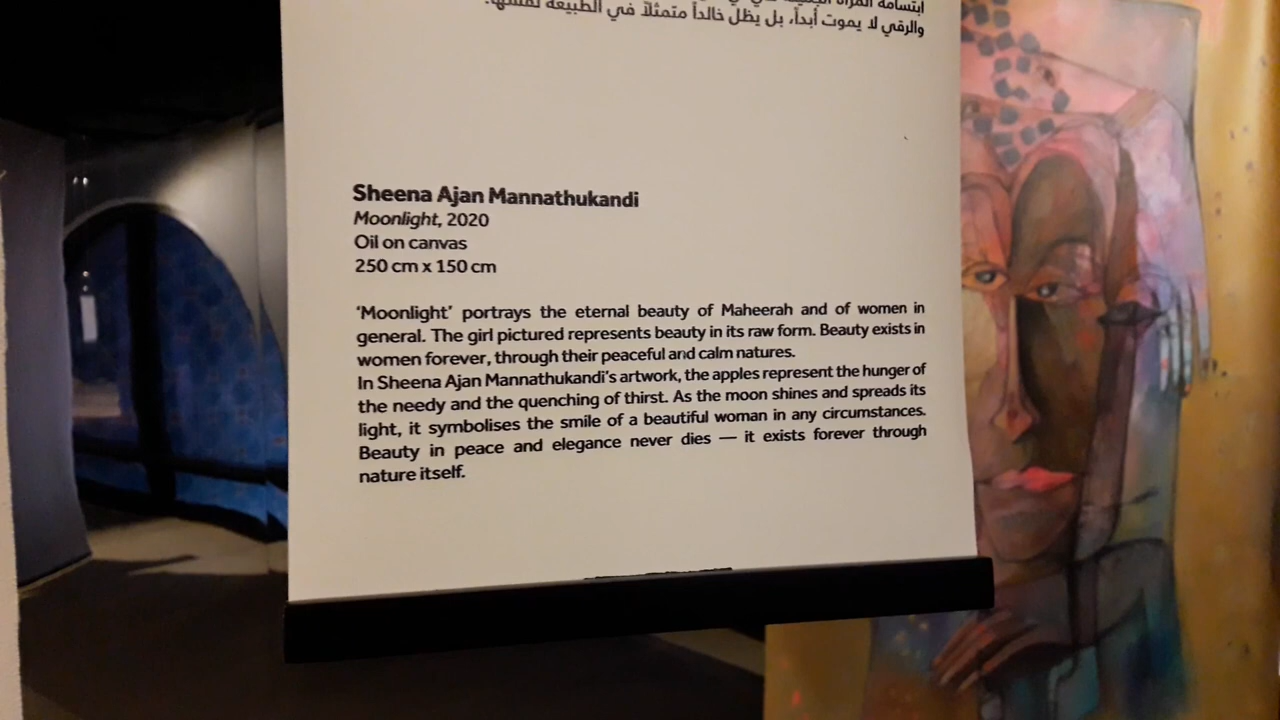 ابتسامة المرأة
والرقي لا يموت أبداً، بل يظل خالداً متمثلاً في الطبيعة نفسها.
Sheena Ajan Mannathukandi
Moonlight, 2020
Oil on canvas
250 cm x 150 cm
‘Moonlight’ portrays the eternal beauty of Maheerah and of women in
general. The girl pictured represents beauty in its raw form. Beauty exists in
women forever, through their peaceful and calm natures.
In Sheena Ajan Mannathukandi’s artwork, the apples represent the hunger of
the needy and the quenching of thirst. As the moon shines and spreads its
light, it symbolises the smile of a beautiful woman in any circumstances.
Beauty in peace and elegance never dies — it exists forever through
nature itself.